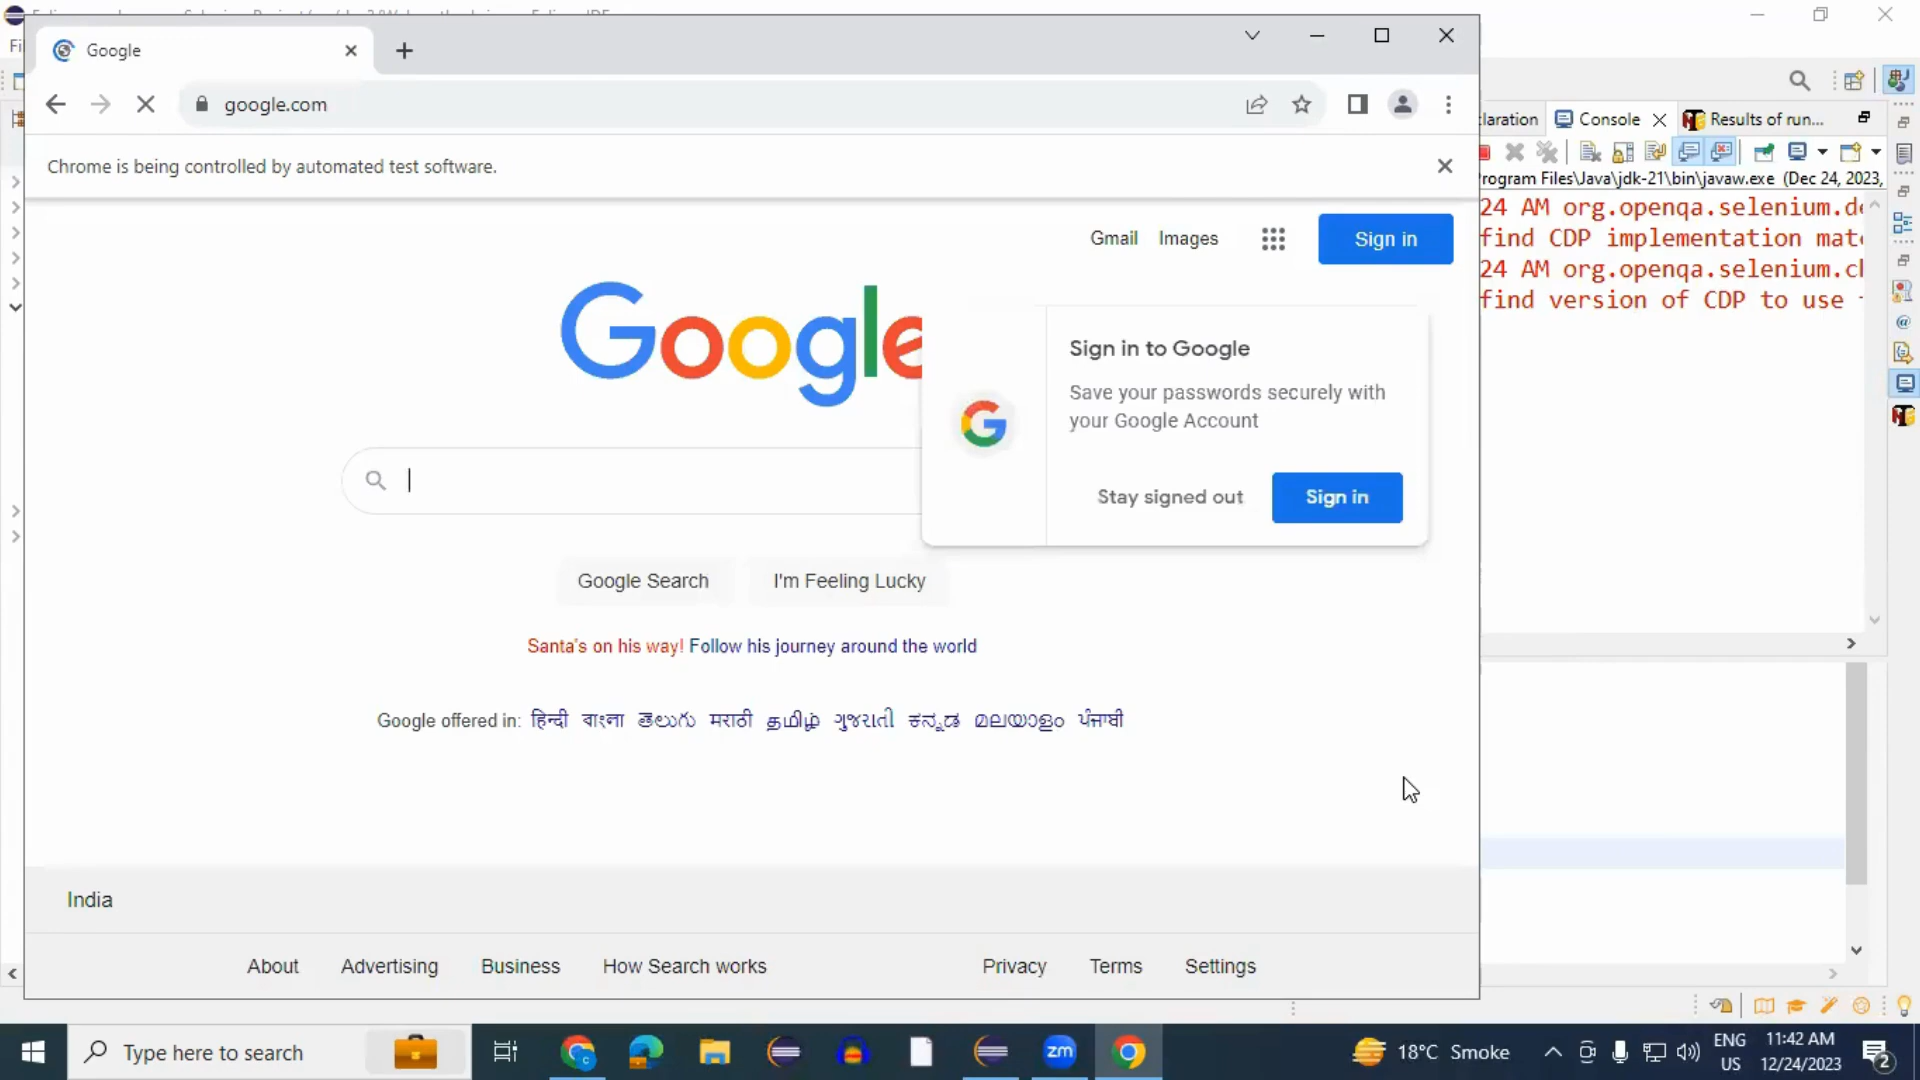 Google
google.com
Chrome is being controlled by automated test software.
Gmail Images Sign in
Google
Sign in to Google
Save your passwords securely with
your Google Account
Stay signed out Sign in
Google Search I'm Feeling Lucky
Santa's on his way! Follow his journey around the world
Google offered in: हिन्दी বাংলা తెలుగు मराठी தமிழ் ગુજરાતી ಕನ್ನಡ മലയാളം ਪੰਜਾਬੀ
India
About Advertising Business How Search works Privacy Terms Settings
Console Results of run...
rogram Files\Java\jdk-21\bin\javaw.exe (Dec 24, 2023,
24 AM org.openqa.selenium.de
find CDP implementation mat
24 AM org.openqa.selenium.ch
find version of CDP to use
Type here to search
zm
18°C Smoke
ENG
US
11:42 AM
12/24/2023
2